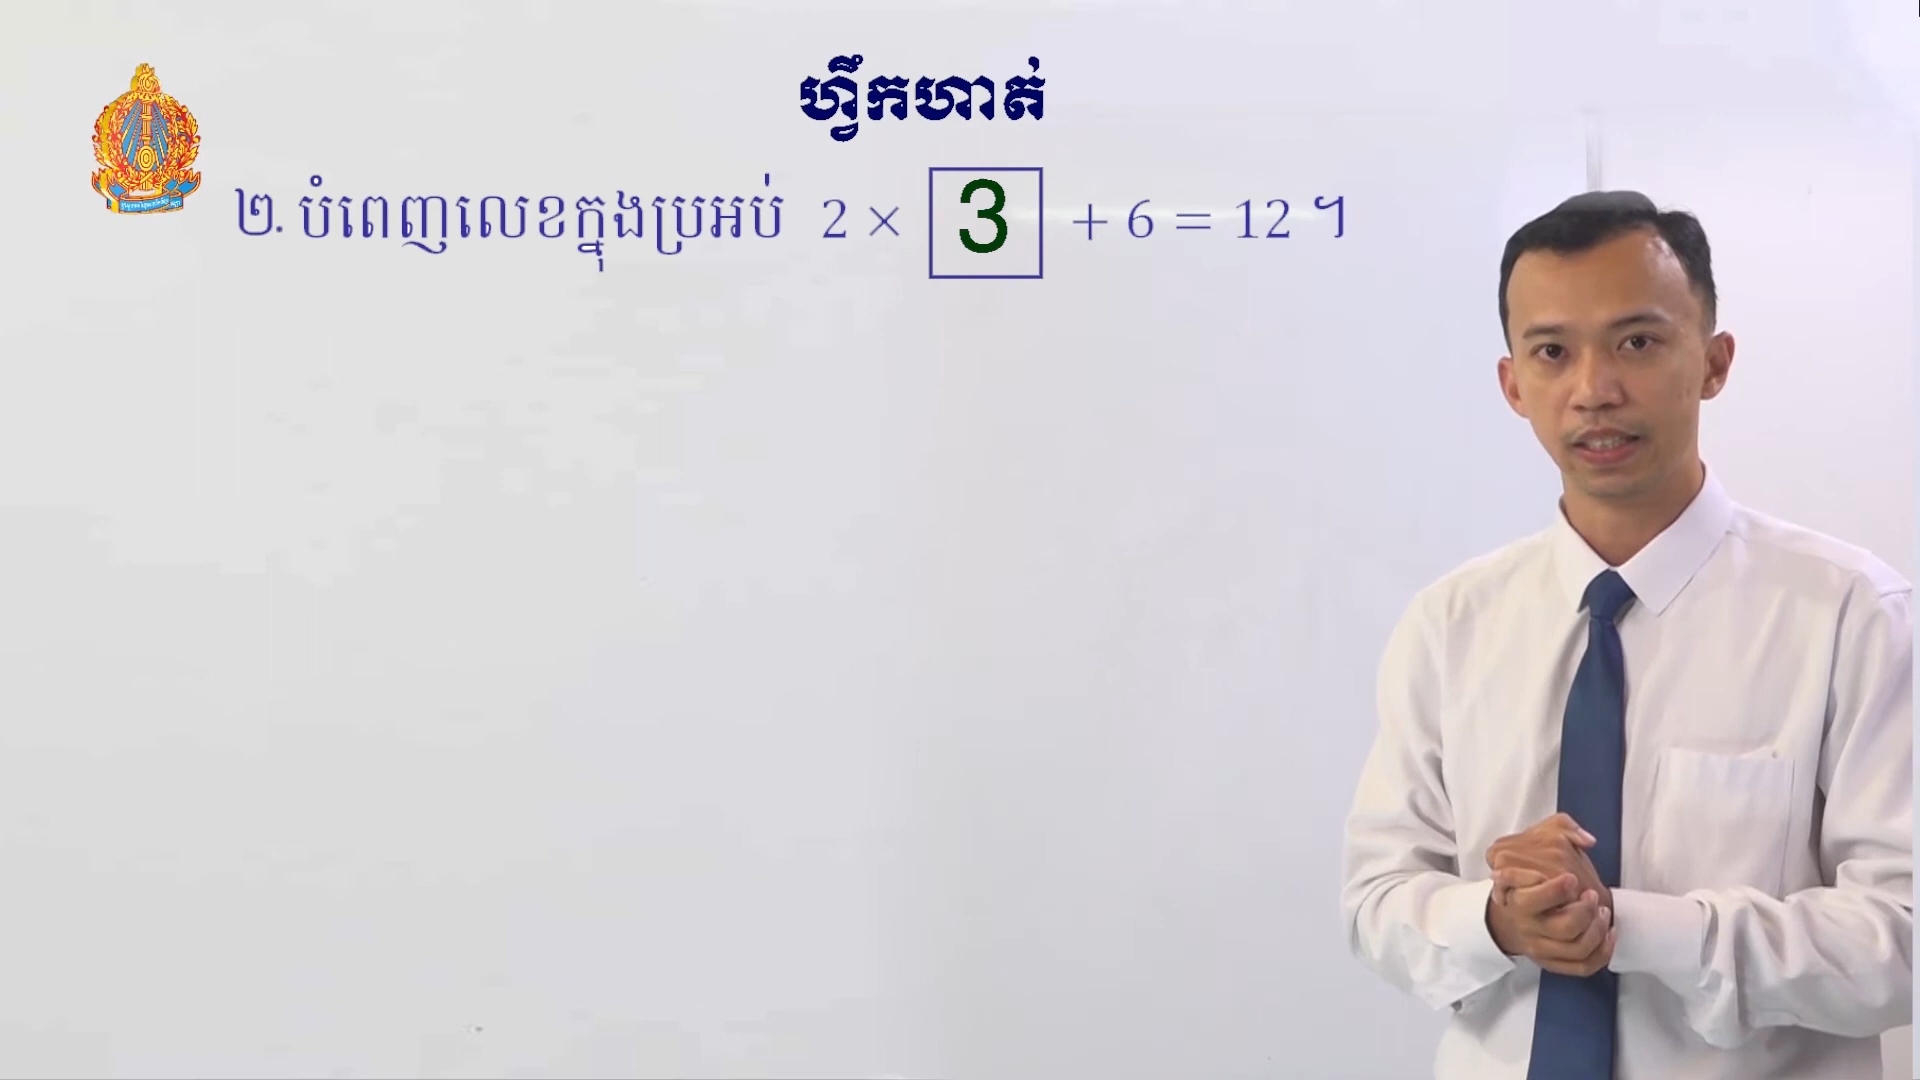 ហ្វឹកហាត់
២. បំពេញលេខក្នុងប្រអប់ 2 × 3 + 6 = 12 ។